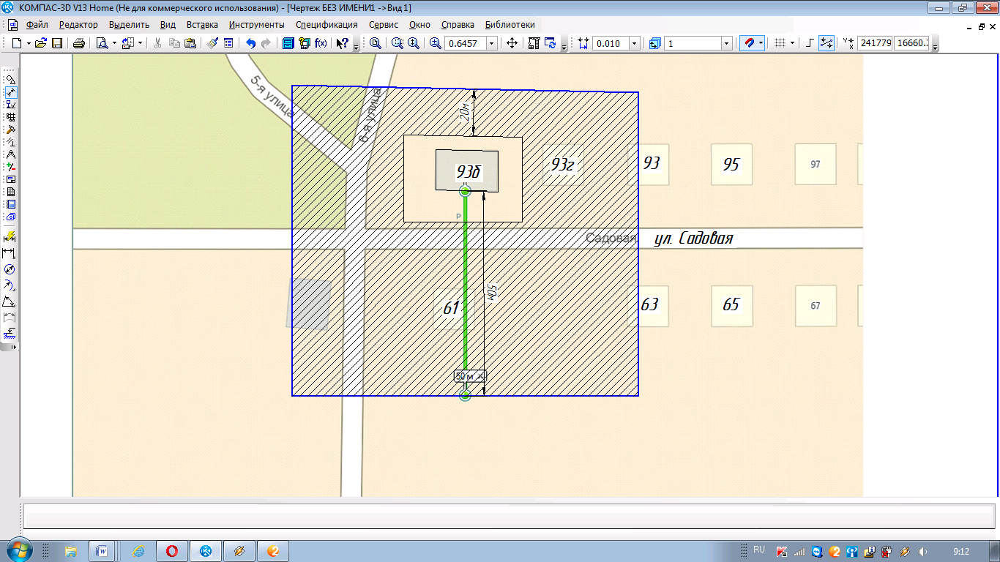 КОМПАС-3D V13 Home (Не для коммерческого использования) - [Чертеж БЕЗ ИМЕНИ1 ->Вид 1]
Файл Редактор Выделить Вид Вставка Инструменты Спецификация Сервис Окно Справка Библиотеки
0.6457 0.010 1 241779 16660.
f(x)
5-я улица
6-я улица
20м
93б
93г
93
95
97
P
Садовая
ул. Садовая
50м
61
63
65
67
50 м
RU
9:12